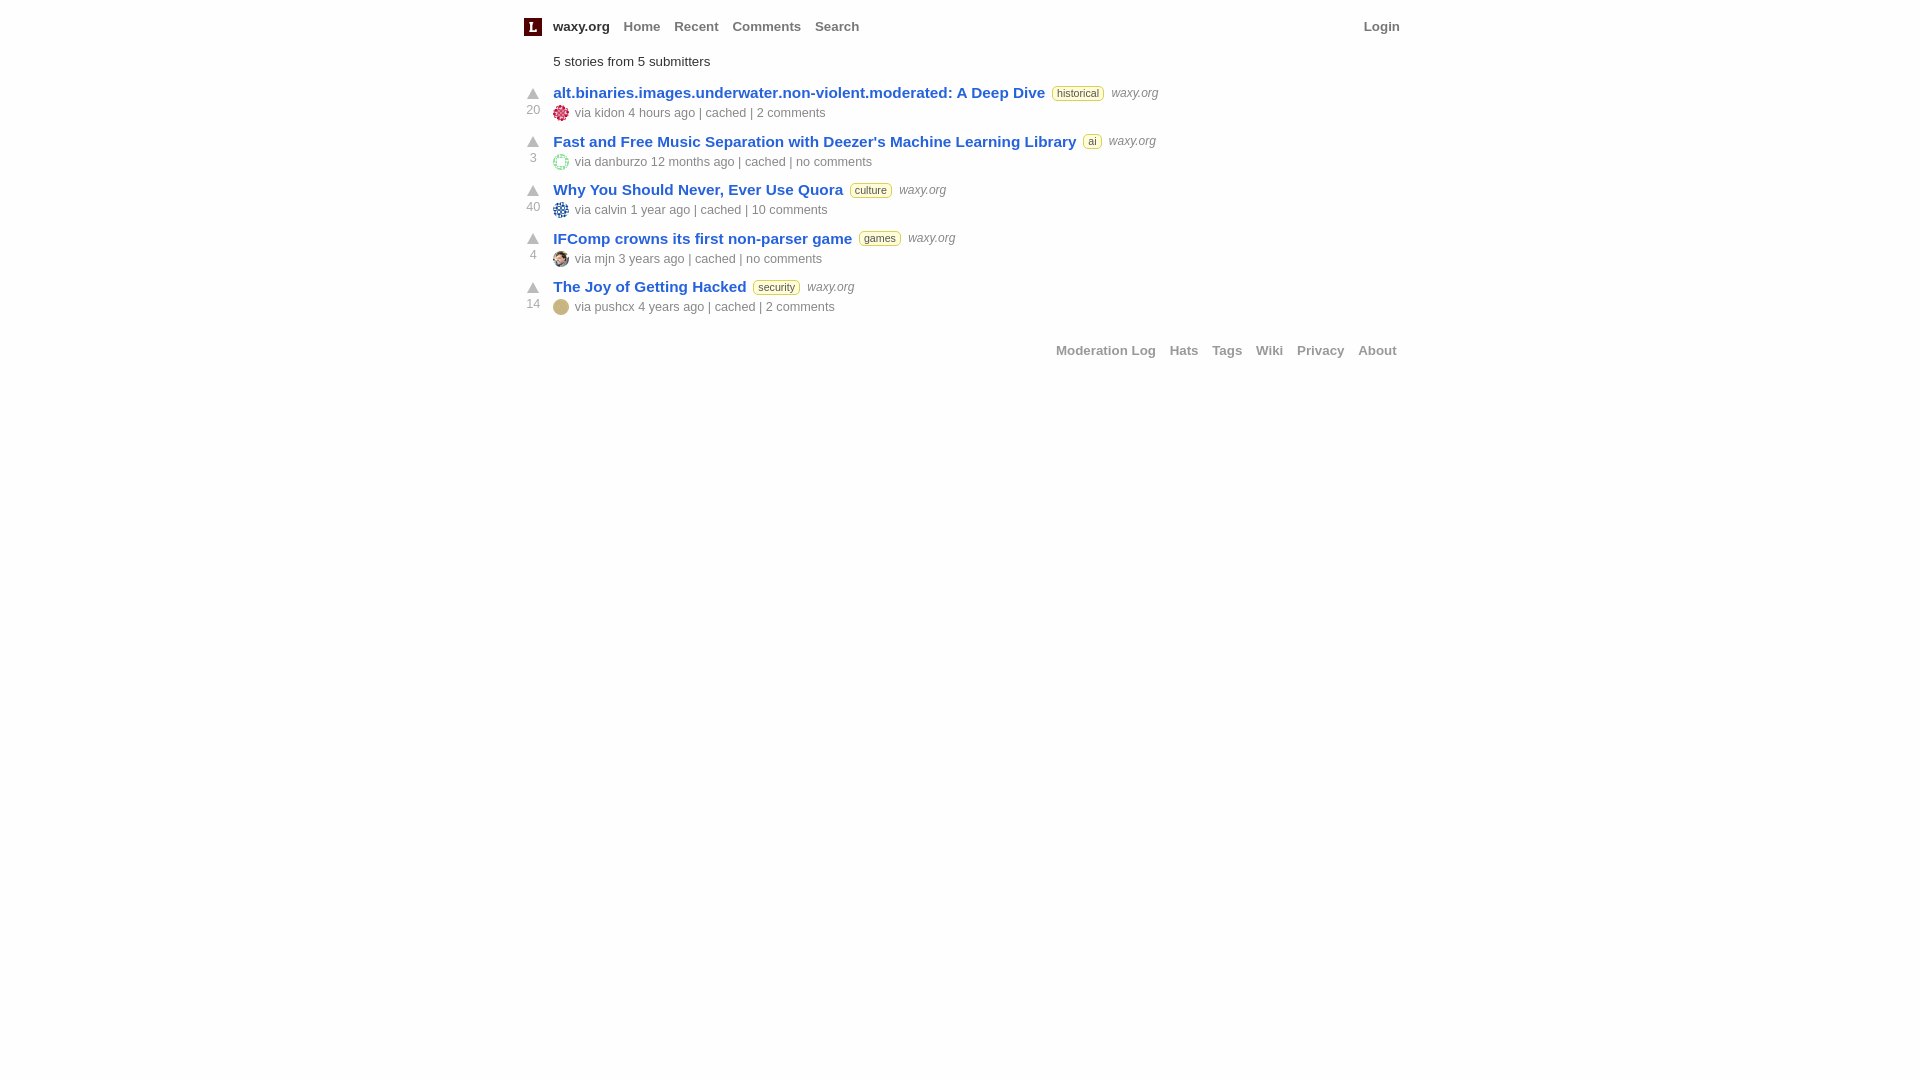 L waxy.org Home Recent Comments Search Login
5 stories from 5 submitters
alt.binaries.images.underwater.non-violent.moderated: A Deep Dive historical waxy.org
20
via kidon 4 hours ago | cached | 2 comments
Fast and Free Music Separation with Deezer's Machine Learning Library ai waxy.org
3
via danburzo 12 months ago | cached | no comments
Why You Should Never, Ever Use Quora culture waxy.org
40
via calvin 1 year ago | cached | 10 comments
IFComp crowns its first non-parser game games waxy.org
4
via mjn 3 years ago | cached | no comments
The Joy of Getting Hacked security waxy.org
14
via pushcx 4 years ago | cached | 2 comments
Moderation Log Hats Tags Wiki Privacy About